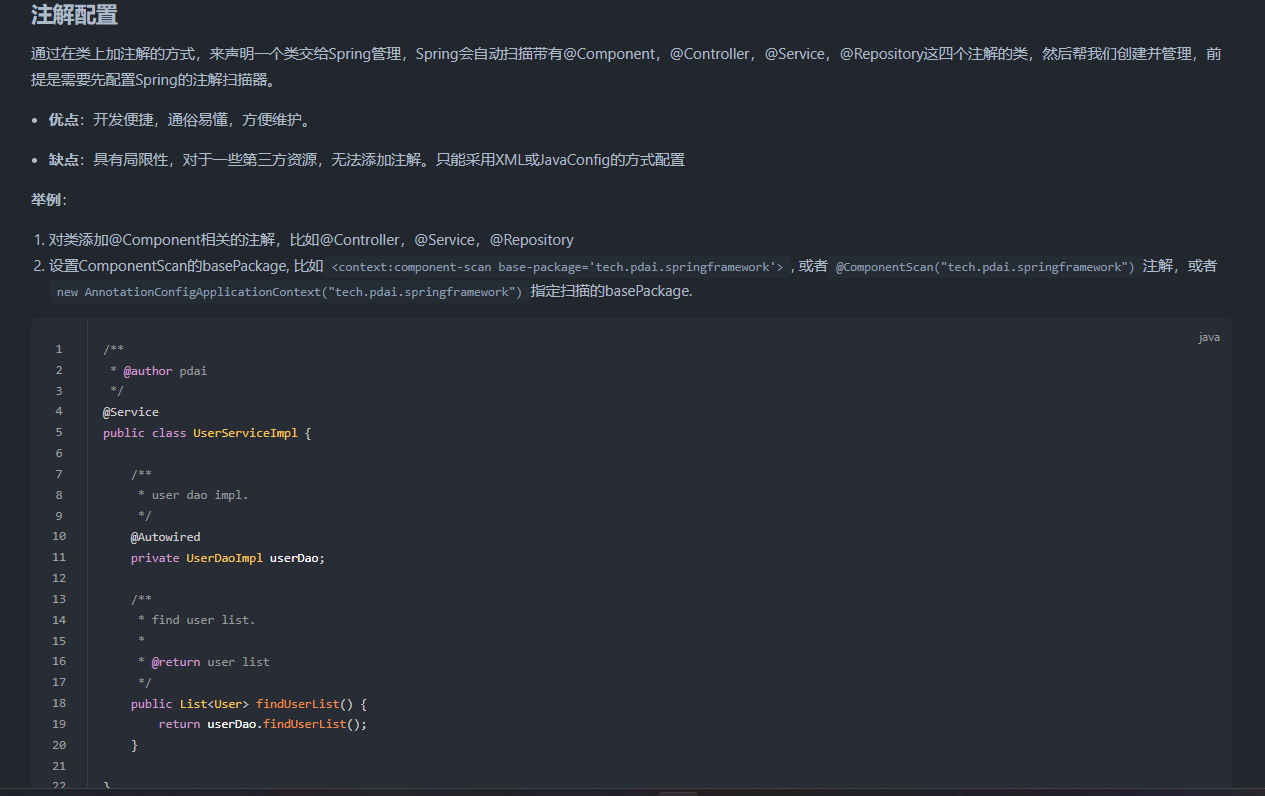 注解配置
通过在类上加注解的方式，来声明一个类交给Spring管理，Spring会自动扫描带有@Component，@Controller，@Service，@Repository这四个注解的类，然后帮我们创建并管理，前
提是需要先配置Spring的注解扫描器。
• 优点：开发便捷，通俗易懂，方便维护。
• 缺点：具有局限性，对于一些第三方资源，无法添加注解。只能采用XML或JavaConfig的方式配置
举例：
1. 对类添加@Component相关的注解，比如@Controller，@Service，@Repository
2. 设置ComponentScan的basePackage, 比如 <context:component-scan base-package='tech.pdai.springframework'> , 或者 @ComponentScan("tech.pdai.springframework") 注解，或者
new AnnotationConfigApplicationContext("tech.pdai.springframework") 指定扫描的basePackage.
java
1 /**
2  * @author pdai
3  */
4 @Service
5 public class UserServiceImpl {
6
7     /**
8      * user dao impl.
9      */
10     @Autowired
11     private UserDaoImpl userDao;
12
13     /**
14      * find user list.
15      *
16      * @return user list
17      */
18     public List<User> findUserList() {
19         return userDao.findUserList();
20     }
21
22 }